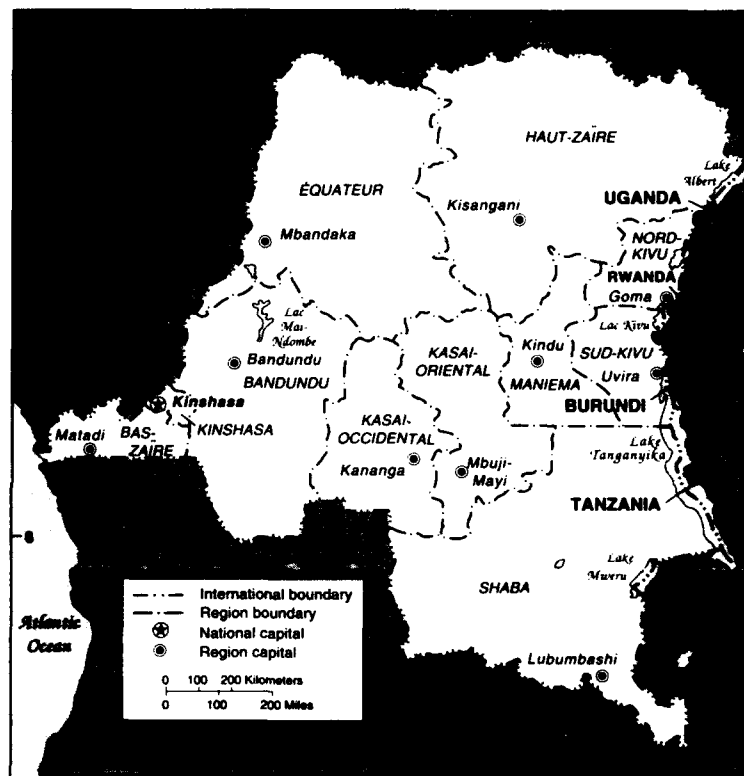 HAUT-ZAÏRE
Lake
Albert
ÉQUATEUR
UGANDA
Kisangani
NORD-
KIVU
Mbandaka
RWANDA
Goma
Lac
Mai-
Ndombe
Lac Kivu
Kindu
KASAI-
ORIENTAL
SUD-KIVU
Bandundu
Uvira
BANDUNDU
MANIEMA
Kinshasa
BURUNDI
KASAI-
OCCIDENTAL
Matadi
BAS-
ZAÏRE
KINSHASA
Lake
Tanganyika
Kananga
Mbuji-
Mayi
TANZANIA
8
Lake
Mweru
SHABA
Atlantic
Ocean
International boundary
Region boundary
National capital
Region capital
0 100 200 Kilometers
0 100 200 Miles
Lubumbashi